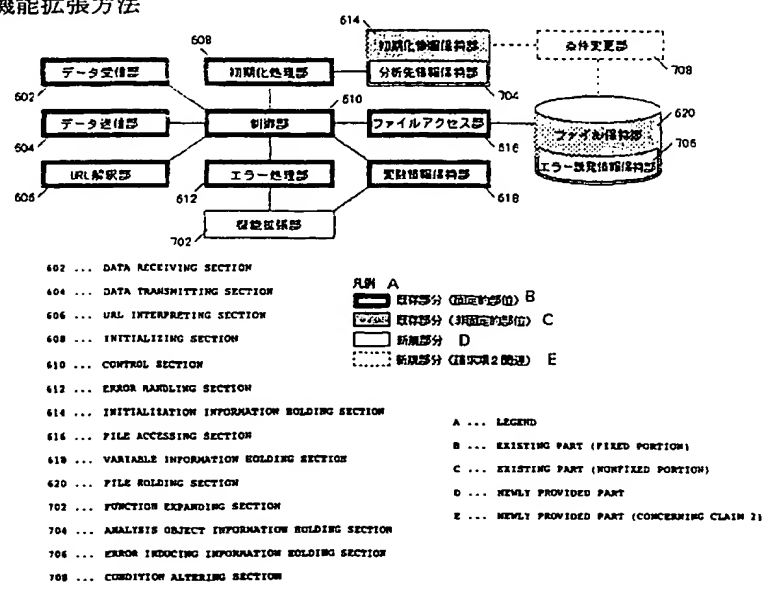 機能拡張方法
614
608
初期化情報保持部
条件変更部
データ受信部
初期化処理部
分析先情報保持部
708
602
610
704
620
データ送信部
制御部
ファイルアクセス部
ファイル保持部
706
604
616
URL解釈部
エラー処理部
変数情報保持部
エラー誘発情報保持部
606
612
618
機能拡張部
702
602 ... DATA RECEIVING SECTION
604 ... DATA TRANSMITTING SECTION
606 ... URL INTERPRETING SECTION
608 ... INITIALIZING SECTION
610 ... CONTROL SECTION
612 ... ERROR HANDLING SECTION
614 ... INITIALIZATION INFORMATION HOLDING SECTION
616 ... FILE ACCESSING SECTION
618 ... VARIABLE INFORMATION HOLDING SECTION
620 ... FILE HOLDING SECTION
702 ... FUNCTION EXPANDING SECTION
704 ... ANALYSIS OBJECT INFORMATION HOLDING SECTION
706 ... ERROR INDUCING INFORMATION HOLDING SECTION
708 ... CONDITION ALTERING SECTION
凡例 A
既存部分 (固定的部位) B
既存部分 (非固定的部位) C
新規部分 D
新規部分 (請求項2関連) E
A ... LEGEND
B ... EXISTING PART (FIXED PORTION)
C ... EXISTING PART (NONFIXED PORTION)
D ... NEWLY PROVIDED PART
E ... NEWLY PROVIDED PART (CONCERNING CLAIM 2)